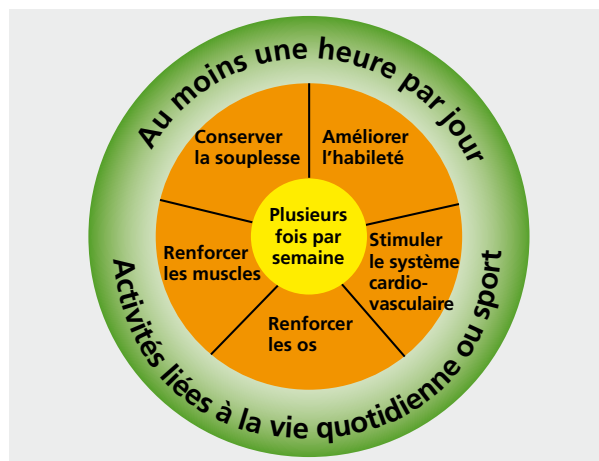 Au moins une heure par jour
Conserver
la souplesse
Améliorer
l'habileté
Plusieurs
fois par
semaine
Renforcer
les muscles
Stimuler
le système
cardio-
vasculaire
Renforcer
les os
Activités liées à la vie quotidienne ou sport